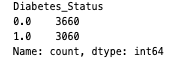 Diabetes_Status
0.0    3660
1.0    3060
Name: count, dtype: int64